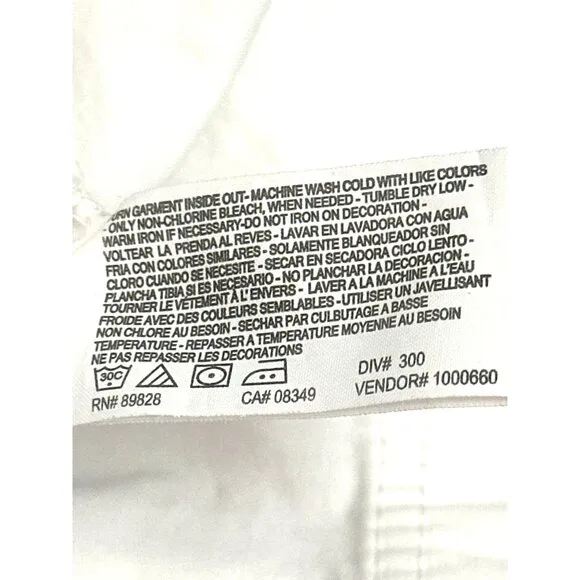 TURN GARMENT INSIDE OUT- MACHINE WASH COLD WITH LIKE COLORS
- ONLY NON-CHLORINE BLEACH, WHEN NEEDED - TUMBLE DRY LOW -
WARM IRON IF NECESSARY-DO NOT IRON ON DECORATION -
VOLTEAR LA PRENDA AL REVES - LAVAR EN LAVADORA CON AGUA
FRIA CON COLORES SIMILARES - SOLAMENTE BLANQUEADOR SIN
CLORO CUANDO SE NECESITE - SECAR EN SECADORA CICLO LENTO -
PLANCHA TIBIA SI ES NECESARIO - NO PLANCHAR LA DECORACION -
TOURNER LE VÊTEMENT À L' ENVERS - LAVER À LA MACHINE À L'EAU
FROIDE AVEC DES COULEURS SEMBLABLES - UTILISER UN JAVELLISANT
NON CHLORE AU BESOIN - SECHAR PAR CULBUTAGE A BASSE
TEMPERATURE - REPASSER A TEMPERATURE MOYENNE AU BESOIN
NE PAS REPASSER LES DECORATIONS
30C
RN# 89828 CA# 08349
DIV# 300
VENDOR# 1000660